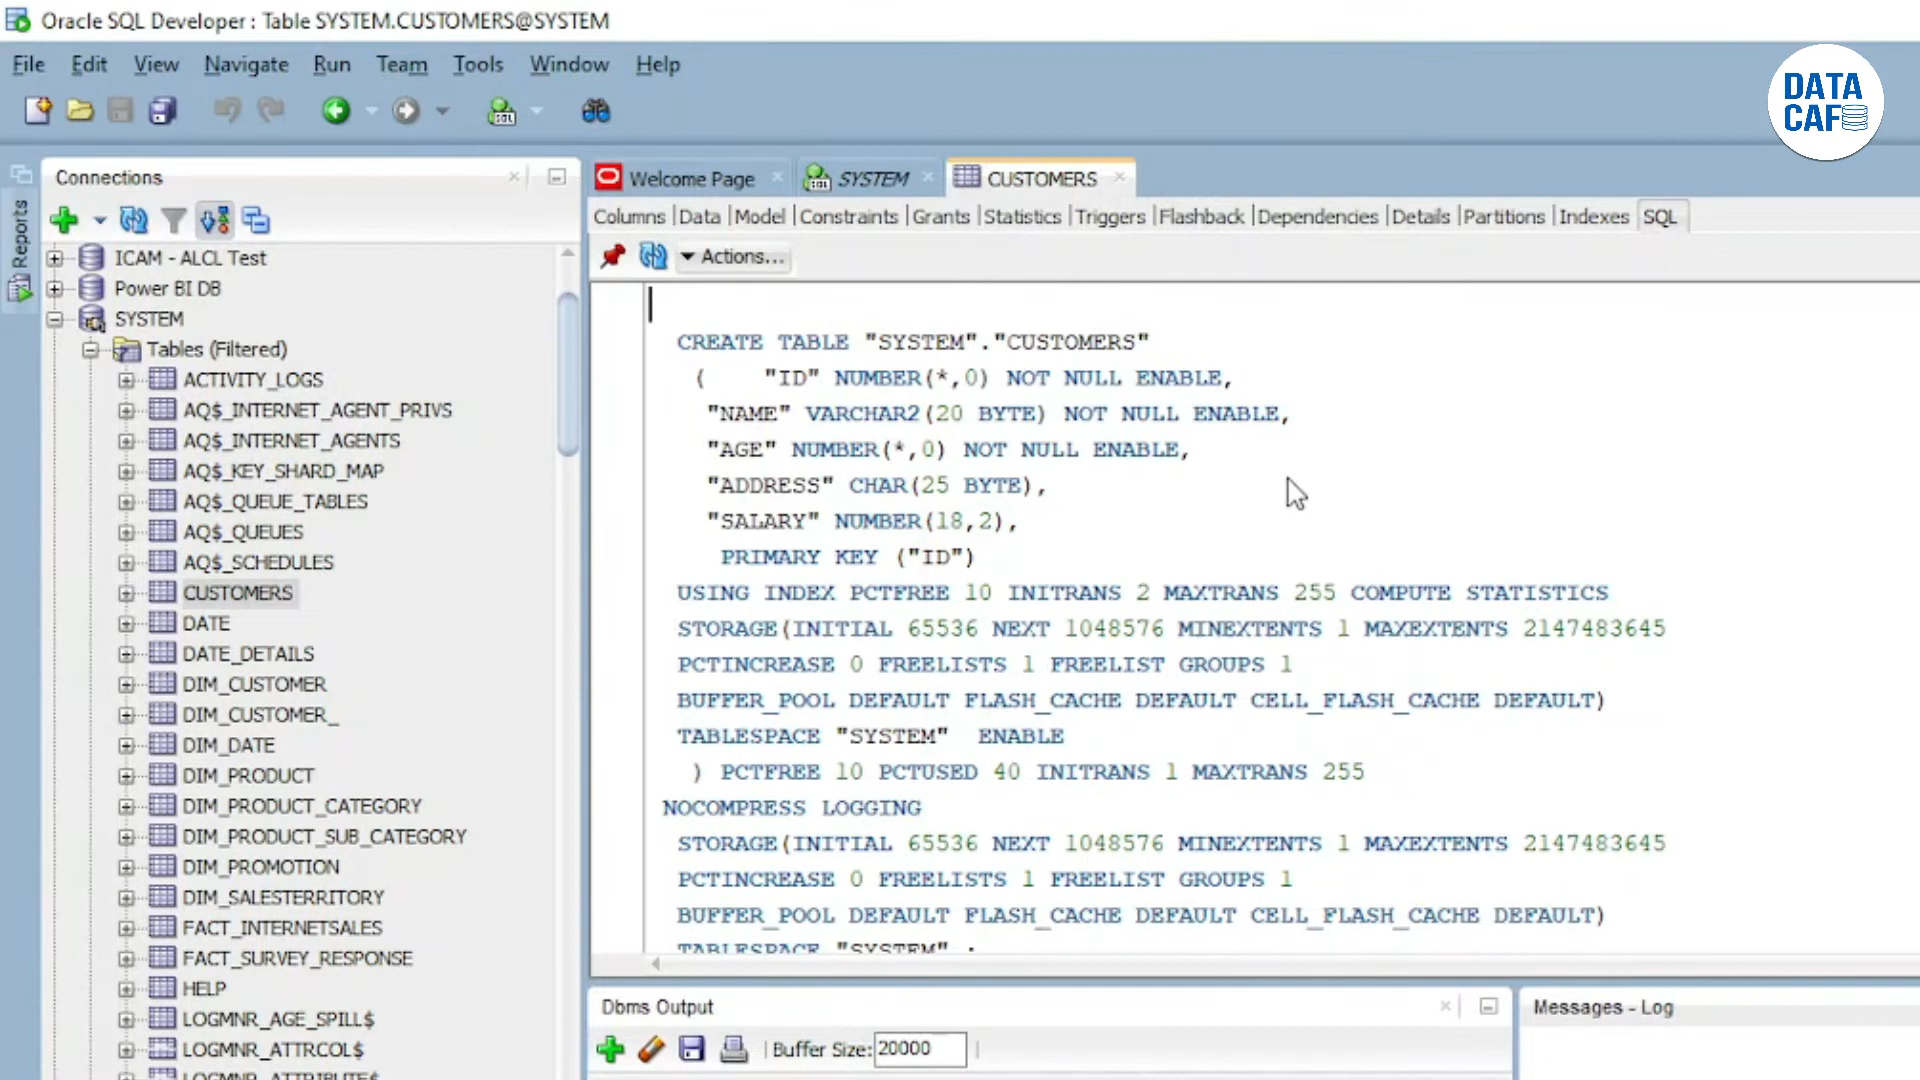 Oracle SQL Developer : Table SYSTEM.CUSTOMERS@SYSTEM
File Edit View Navigate Run Team Tools Window Help
DATA
CAFE
Reports
Connections
ICAM - ALCL Test
Power BI DB
SYSTEM
Tables (Filtered)
ACTIVITY_LOGS
AQ$_INTERNET_AGENT_PRIVS
AQ$_INTERNET_AGENTS
AQ$_KEY_SHARD_MAP
AQ$_QUEUE_TABLES
AQ$_QUEUES
AQ$_SCHEDULES
CUSTOMERS
DATE
DATE_DETAILS
DIM_CUSTOMER
DIM_CUSTOMER_
DIM_DATE
DIM_PRODUCT
DIM_PRODUCT_CATEGORY
DIM_PRODUCT_SUB_CATEGORY
DIM_PROMOTION
DIM_SALESTERRITORY
FACT_INTERNETSALES
FACT_SURVEY_RESPONSE
HELP
LOGMNR_AGE_SPILL$
LOGMNR_ATTRCOL$
LOGMNR_ATTRIBUTE$
Welcome Page SYSTEM CUSTOMERS
Columns | Data | Model | Constraints | Grants | Statistics | Triggers | Flashback | Dependencies | Details | Partitions | Indexes | SQL
Actions...
CREATE TABLE "SYSTEM"."CUSTOMERS"
( "ID" NUMBER(*,0) NOT NULL ENABLE,
"NAME" VARCHAR2(20 BYTE) NOT NULL ENABLE,
"AGE" NUMBER(*,0) NOT NULL ENABLE,
"ADDRESS" CHAR(25 BYTE),
"SALARY" NUMBER(18,2),
PRIMARY KEY ("ID")
USING INDEX PCTFREE 10 INITRANS 2 MAXTRANS 255 COMPUTE STATISTICS
STORAGE(INITIAL 65536 NEXT 1048576 MINEXTENTS 1 MAXEXTENTS 2147483645
PCTINCREASE 0 FREELISTS 1 FREELIST GROUPS 1
BUFFER_POOL DEFAULT FLASH_CACHE DEFAULT CELL_FLASH_CACHE DEFAULT)
TABLESPACE "SYSTEM" ENABLE
) PCTFREE 10 PCTUSED 40 INITRANS 1 MAXTRANS 255
NOCOMPRESS LOGGING
STORAGE(INITIAL 65536 NEXT 1048576 MINEXTENTS 1 MAXEXTENTS 2147483645
PCTINCREASE 0 FREELISTS 1 FREELIST GROUPS 1
BUFFER_POOL DEFAULT FLASH_CACHE DEFAULT CELL_FLASH_CACHE DEFAULT)
TABLESPACE "SYSTEM" ;
Dbms Output
Buffer Size: 20000
Messages - Log